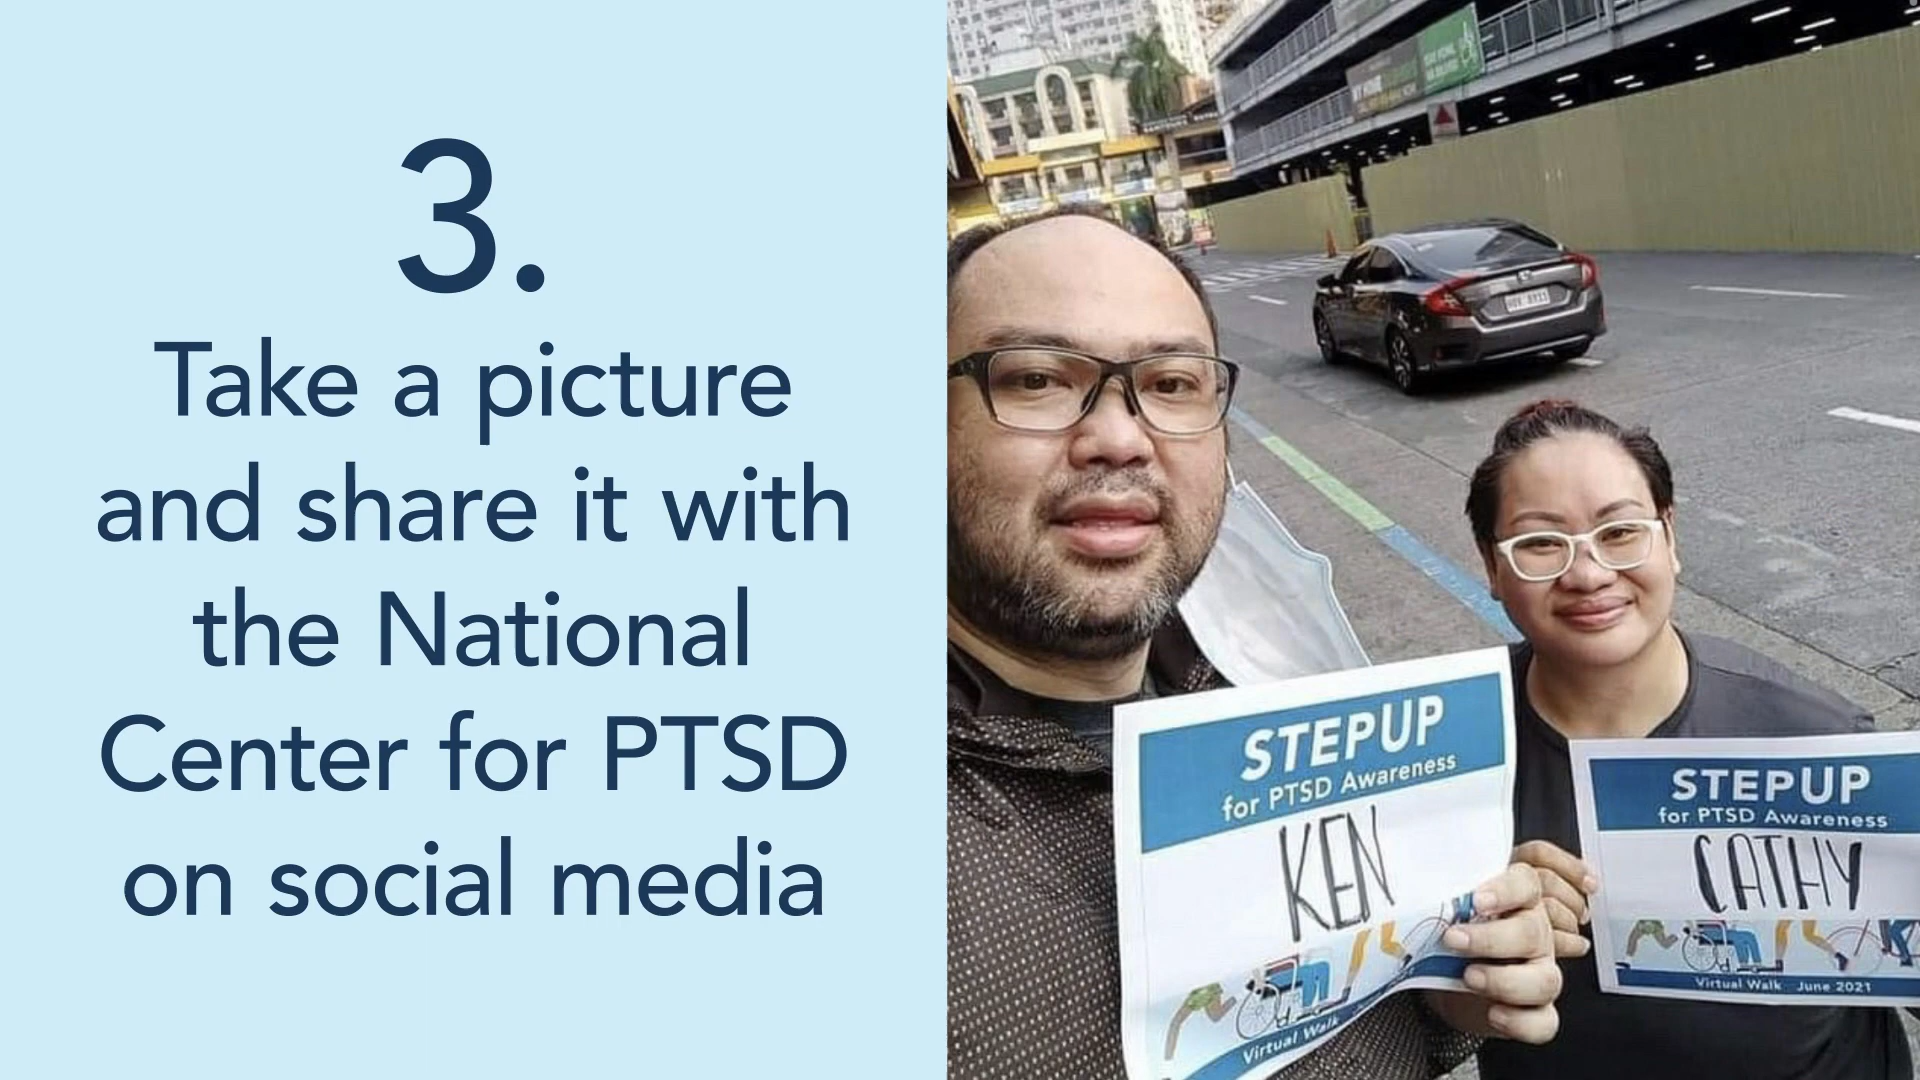 3.
Take a picture
and share it with
the National
Center for PTSD
on social media
STEPUP
for PTSD Awareness
KEN
Virtual Walk
STEPUP
for PTSD Awareness
CATHY
Virtual Walk June 2021